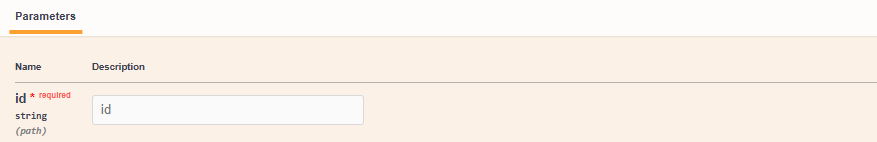 Parameters
Name Description
id * required
id
string
(path)